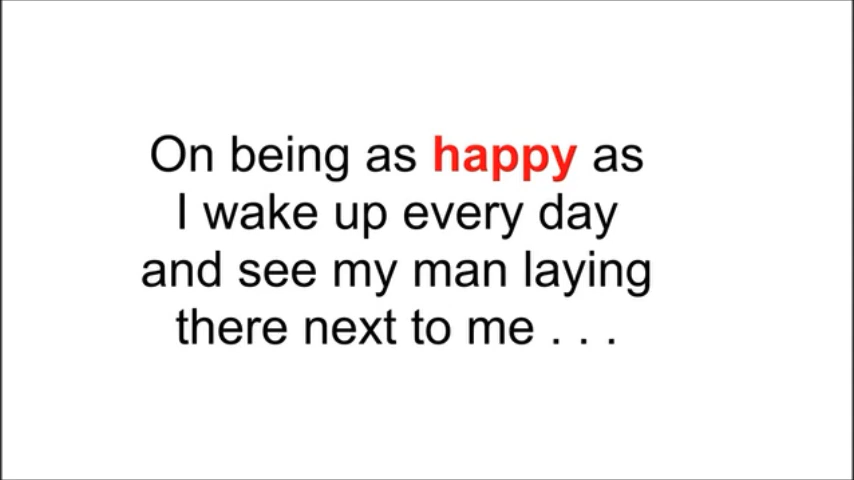 On being as happy as
I wake up every day
and see my man laying
there next to me . . .